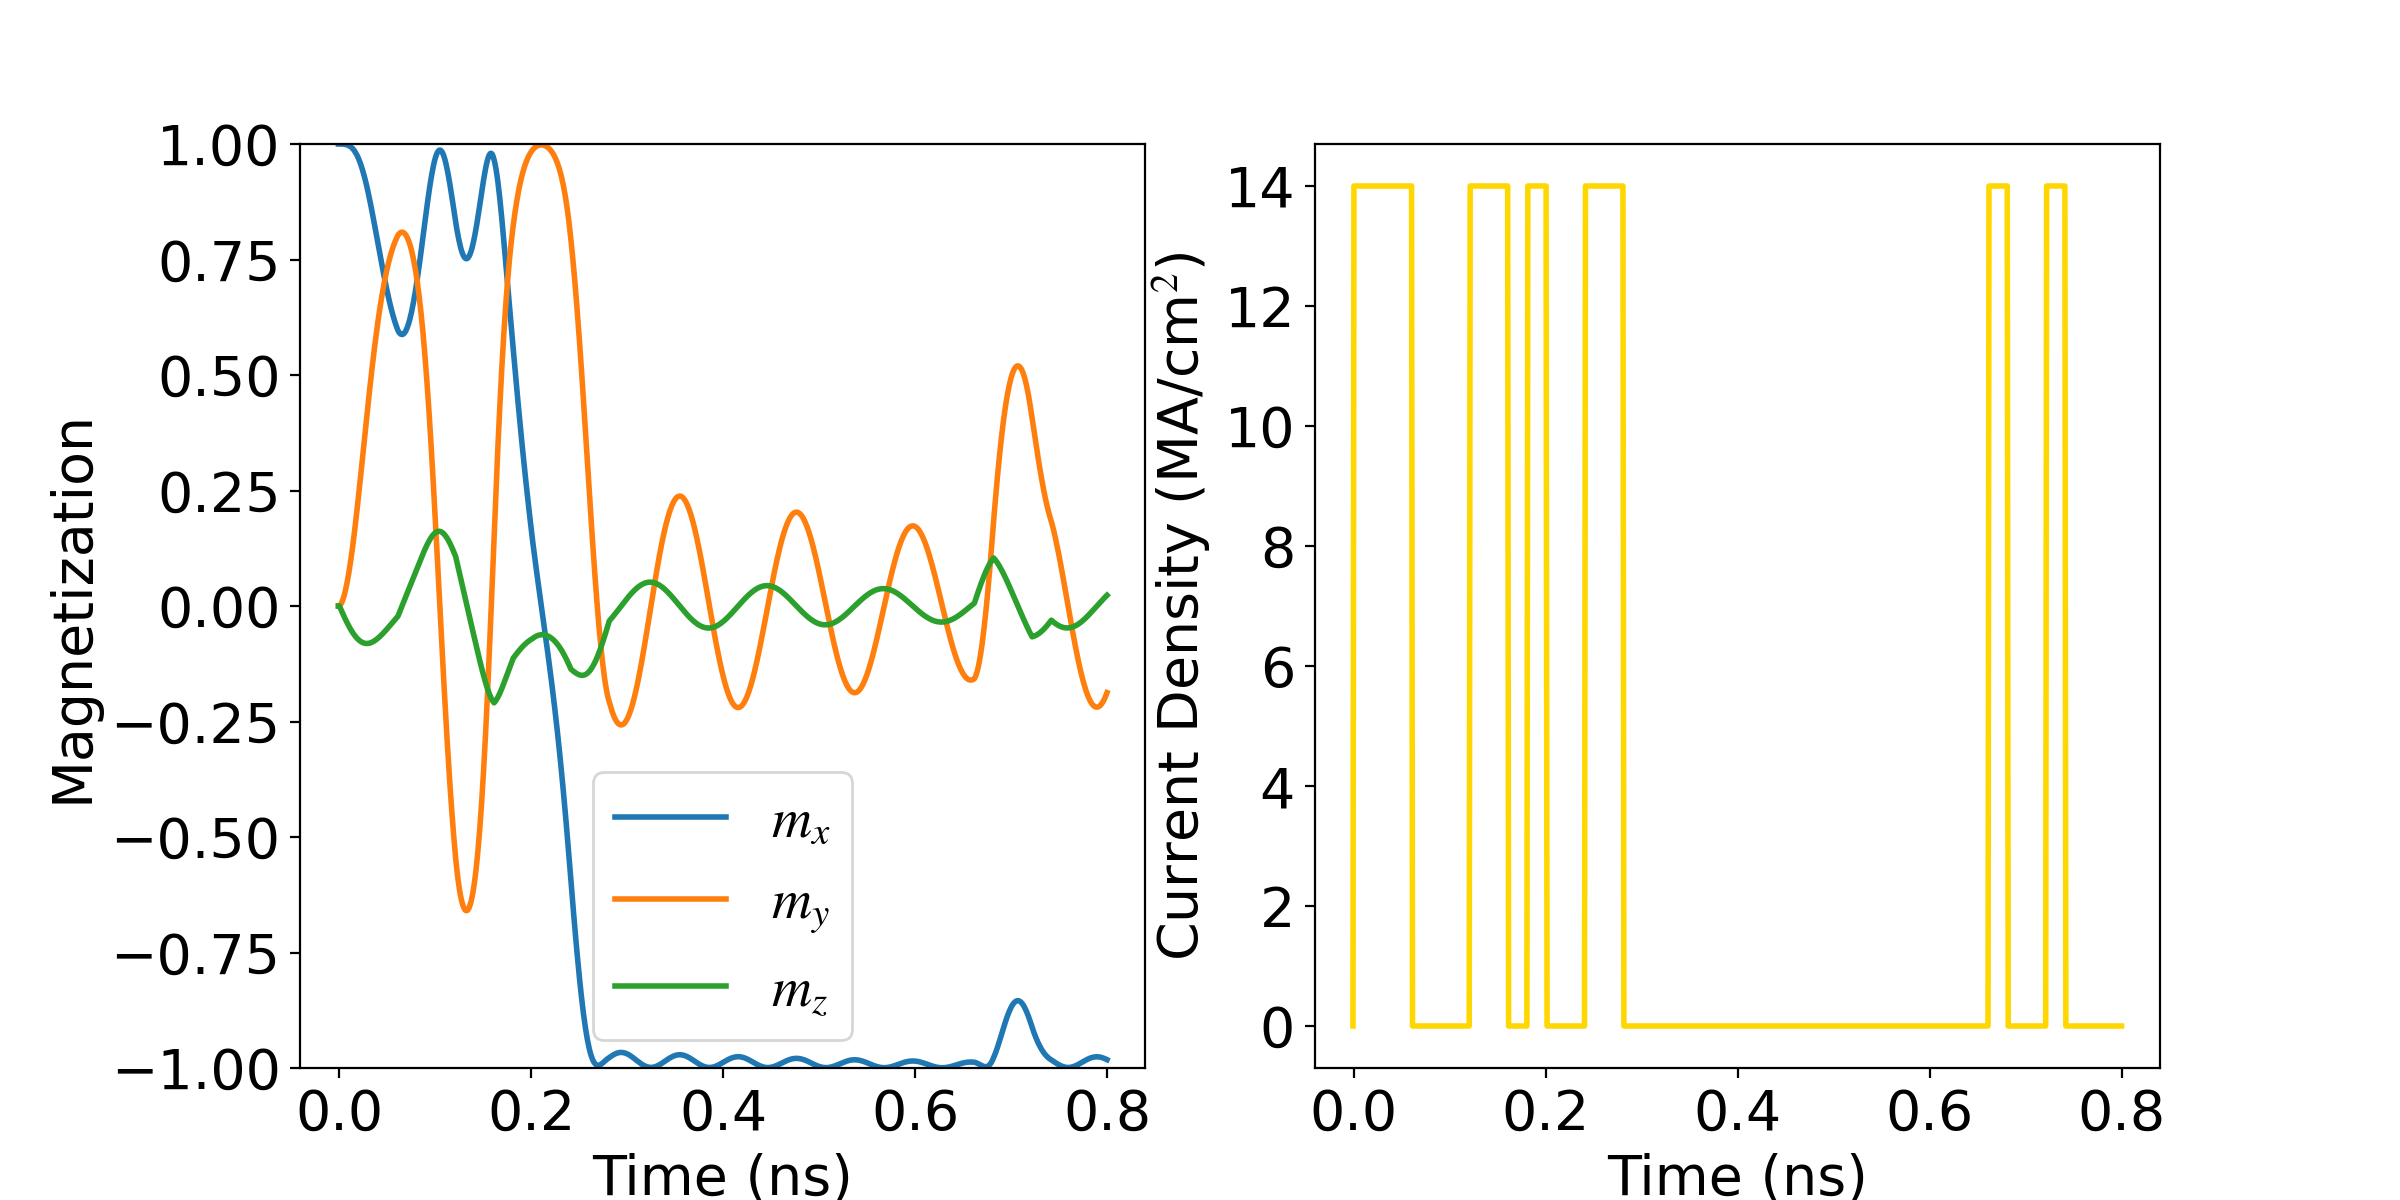 Magnetization
1.00
0.75
0.50
0.25
0.00
−0.25
−0.50
−0.75
−1.00
0.0 0.2 0.4 0.6 0.8
Time (ns)
m_x
m_y
m_z
Current Density (MA/cm²)
14
12
10
8
6
4
2
0
0.0 0.2 0.4 0.6 0.8
Time (ns)